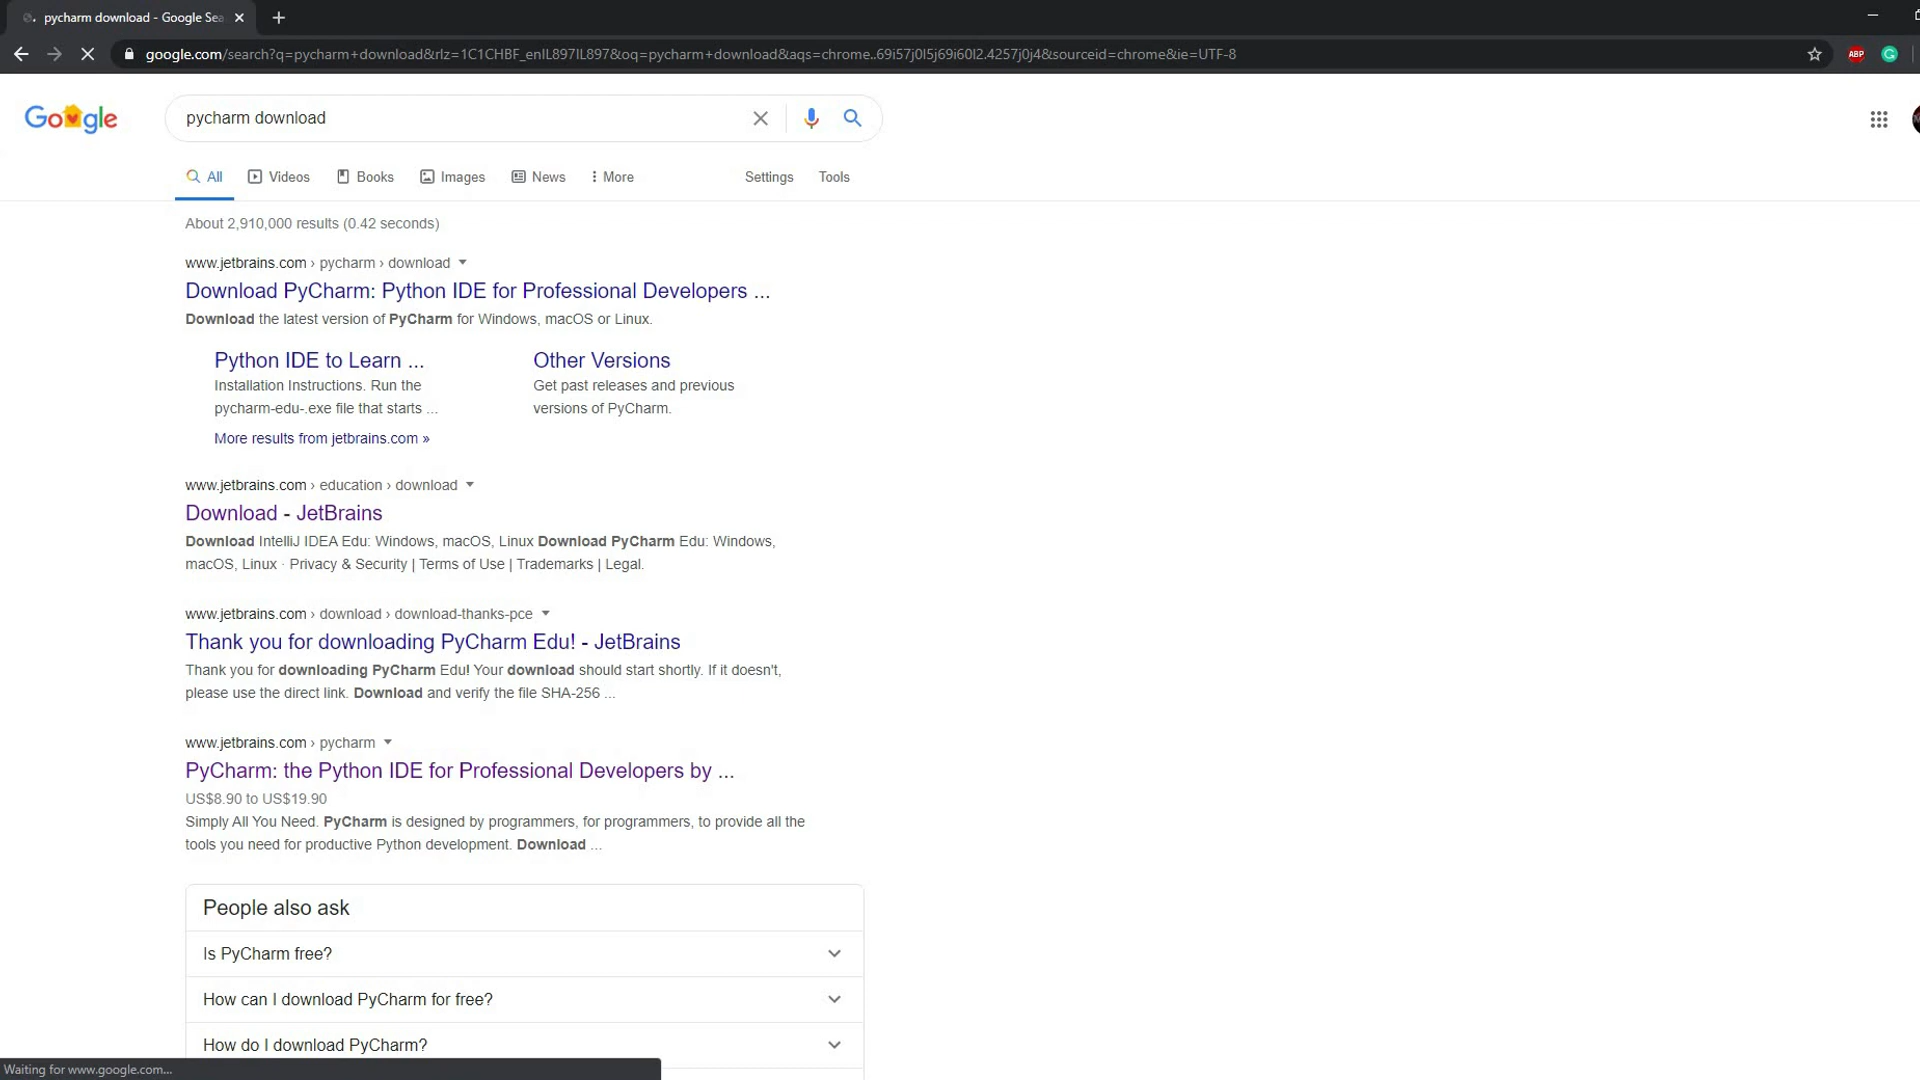 pycharm download - Google Sea
google.com/search?q=pycharm+download&rlz=1C1CHBF_enIL897IL897&oq=pycharm+download&aqs=chrome..69i57j0l5j69i60l2.4257j0j4&sourceid=chrome&ie=UTF-8
ABP
Google
pycharm download
All Videos Books Images News More Settings Tools
About 2,910,000 results (0.42 seconds)
www.jetbrains.com › pycharm › download
Download PyCharm: Python IDE for Professional Developers ...
Download the latest version of PyCharm for Windows, macOS or Linux.
Python IDE to Learn ...
Installation Instructions. Run the
pycharm-edu-.exe file that starts ...
Other Versions
Get past releases and previous
versions of PyCharm.
More results from jetbrains.com »
www.jetbrains.com › education › download
Download - JetBrains
Download IntelliJ IDEA Edu: Windows, macOS, Linux Download PyCharm Edu: Windows,
macOS, Linux · Privacy & Security | Terms of Use | Trademarks | Legal.
www.jetbrains.com › download › download-thanks-pce
Thank you for downloading PyCharm Edu! - JetBrains
Thank you for downloading PyCharm Edu! Your download should start shortly. If it doesn't,
please use the direct link. Download and verify the file SHA-256 ...
www.jetbrains.com › pycharm
PyCharm: the Python IDE for Professional Developers by ...
US$8.90 to US$19.90
Simply All You Need. PyCharm is designed by programmers, for programmers, to provide all the
tools you need for productive Python development. Download ...
People also ask
Is PyCharm free?
How can I download PyCharm for free?
How do I download PyCharm?
Waiting for www.google.com...